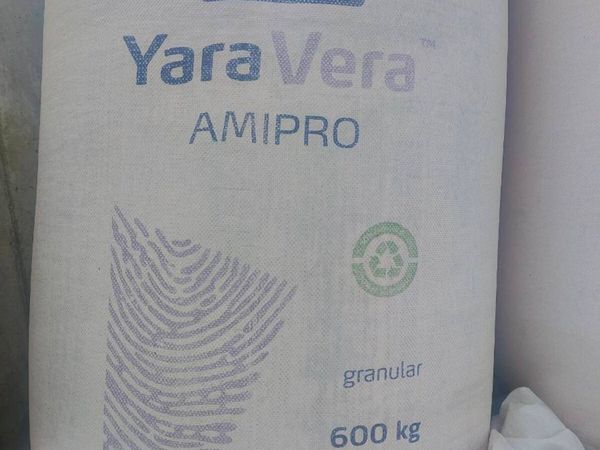 YaraVera™
AMIPRO
granular
600 kg